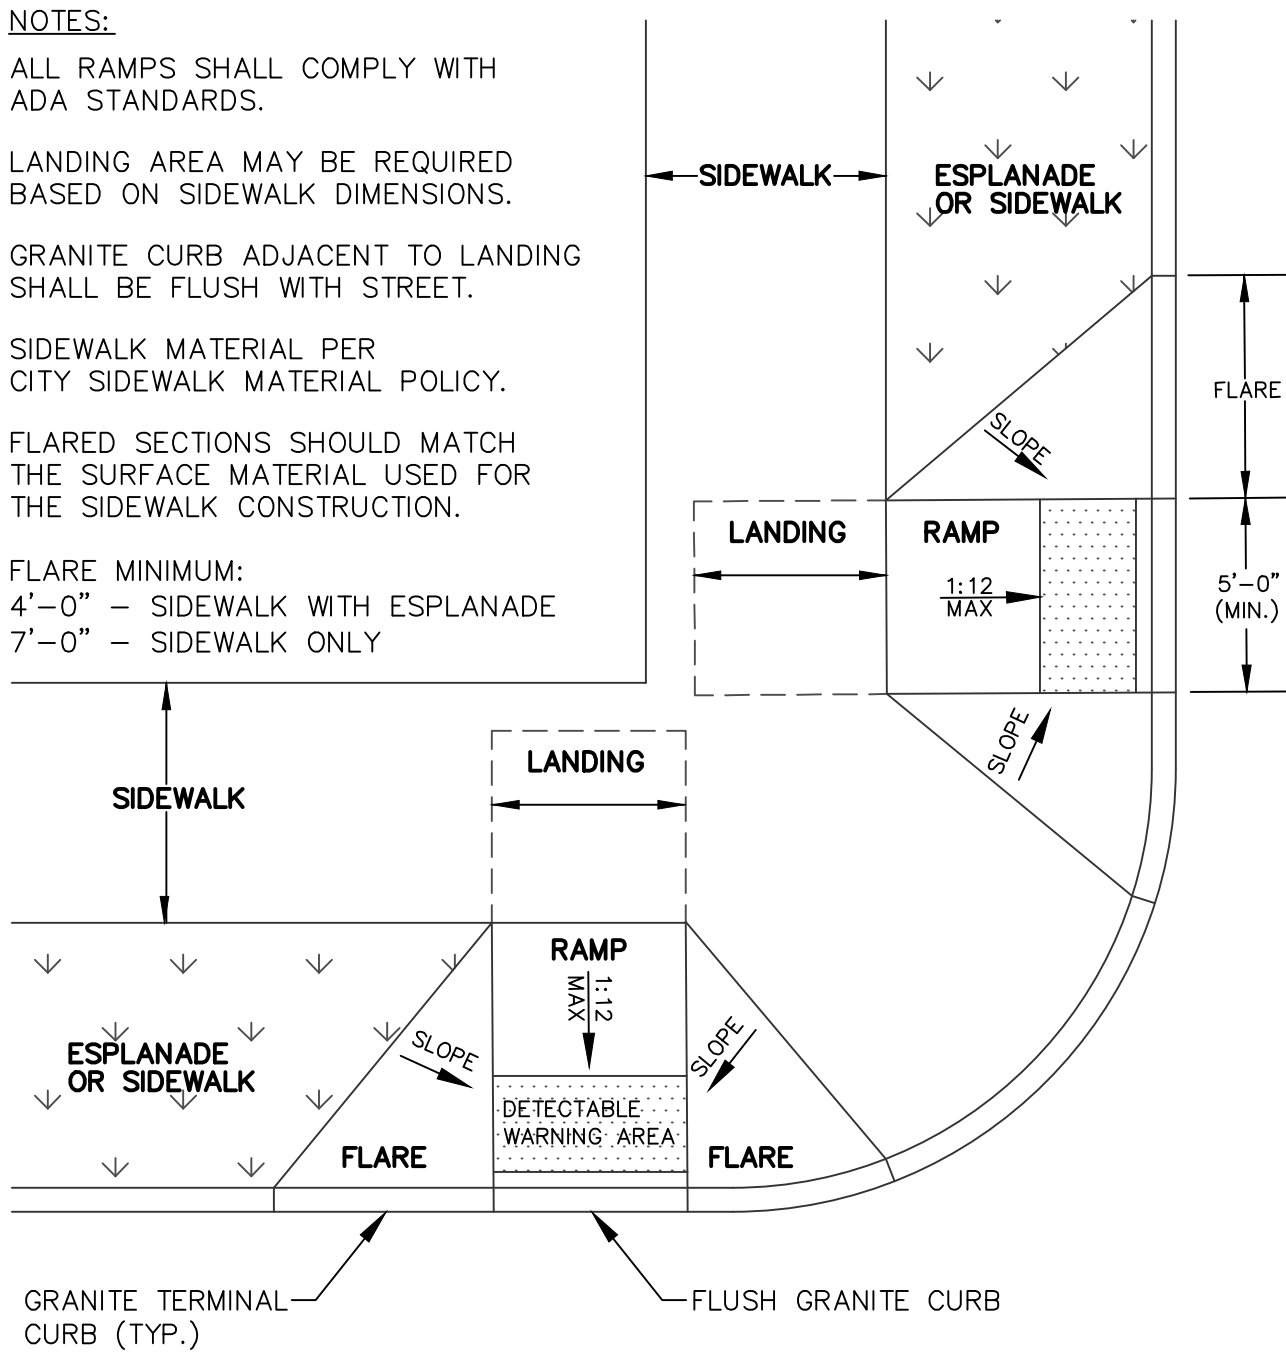 NOTES:
ALL RAMPS SHALL COMPLY WITH
ADA STANDARDS.
LANDING AREA MAY BE REQUIRED
BASED ON SIDEWALK DIMENSIONS.
GRANITE CURB ADJACENT TO LANDING
SHALL BE FLUSH WITH STREET.
SIDEWALK MATERIAL PER
CITY SIDEWALK MATERIAL POLICY.
FLARED SECTIONS SHOULD MATCH
THE SURFACE MATERIAL USED FOR
THE SIDEWALK CONSTRUCTION.
FLARE MINIMUM:
4'-0" - SIDEWALK WITH ESPLANADE
7'-0" - SIDEWALK ONLY
SIDEWALK
ESPLANADE
OR SIDEWALK
FLARE
SLOPE
LANDING
RAMP
1:12
MAX
5'-0"
(MIN.)
SLOPE
LANDING
SIDEWALK
RAMP
1:12
MAX
SLOPE
SLOPE
ESPLANADE
OR SIDEWALK
DETECTABLE
WARNING AREA
FLARE
FLARE
GRANITE TERMINAL
CURB (TYP.)
FLUSH GRANITE CURB